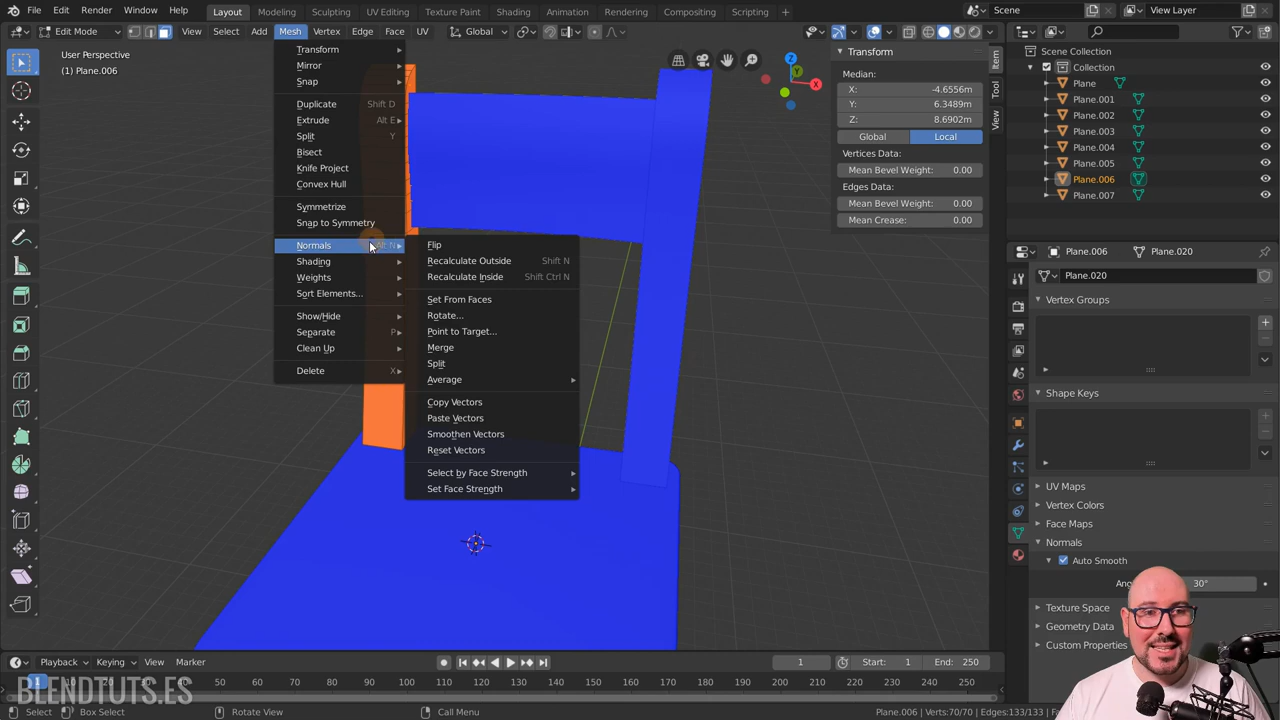 File Edit Render Window Help Layout Modeling Sculpting UV Editing Texture Paint Shading Animation Rendering Compositing Scripting + Scene View Layer
Edit Mode View Select Add Mesh Vertex Edge Face UV Global
User Perspective
(1) Plane.006
Transform
Mirror
Snap
Duplicate Shift D
Extrude Alt E
Split Y
Bisect
Knife Project
Convex Hull
Symmetrize
Snap to Symmetry
Normals Alt N
Shading
Weights
Sort Elements...
Show/Hide
Separate P
Clean Up
Delete X
Flip
Recalculate Outside Shift N
Recalculate Inside Shift Ctrl N
Set From Faces
Rotate...
Point to Target...
Merge
Split
Average
Copy Vectors
Paste Vectors
Smoothen Vectors
Reset Vectors
Select by Face Strength
Set Face Strength
Z
Y
X
Transform
Median:
X: -4.6556m
Y: 6.3489m
Z: 8.6902m
Global Local
Vertices Data:
Mean Bevel Weight: 0.00
Edges Data:
Mean Bevel Weight: 0.00
Mean Crease: 0.00
Item
Tool
View
Scene Collection
Collection
Plane
Plane.001
Plane.002
Plane.003
Plane.004
Plane.005
Plane.006
Plane.007
Plane.006 Plane.020
Plane.020
Vertex Groups
Shape Keys
UV Maps
Vertex Colors
Face Maps
Normals
Auto Smooth
Ang 30°
Texture Space
Geometry Data
Custom Properties
Playback Keying View Marker 1 Start: 1 End: 250
1 60 70 80 90 100 110 120 130 140 150 160 170 180 190 200 210 220 230 240 250
BLENDTUTS.ES
Select Box Select Rotate View Call Menu Plane.006 | Verts:70/70 | Edges:133/133 | Fa